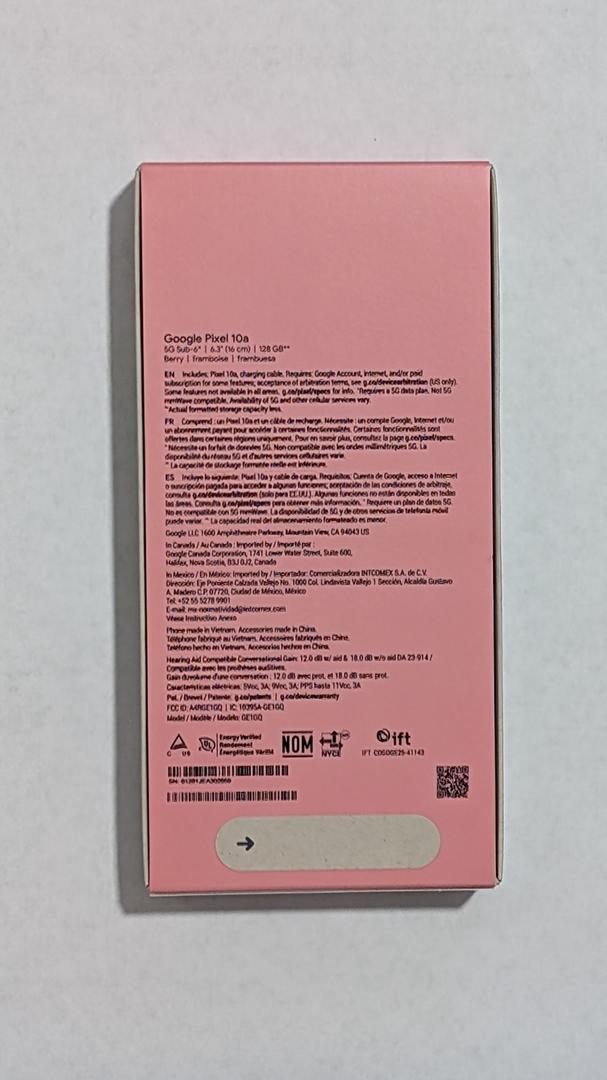 Google Pixel 10a
5G Sub-6* | 6.3" (16 cm) | 128 GB**
Berry | framboise | frambuesa
EN Includes: Pixel 10a, charging cable. Requires: Google Account, internet, and/or paid
subscription for some features; acceptance of arbitration terms, see g.co/devicearbitration (US only).
Some features not available in all areas. g.co/pixel/specs for info. *Requires a 5G data plan. Not 5G
mmWave compatible. Availability of 5G and other cellular services vary.
**Actual formatted storage capacity less.
FR Comprend : un Pixel 10a et un câble de recharge. Nécessite : un compte Google, Internet et/ou
un abonnement payant pour accéder à certaines fonctionnalités. Certaines fonctionnalités sont
offertes dans certaines régions uniquement. Pour en savoir plus, consultez la page g.co/pixel/specs.
* Nécessite un forfait de données 5G. Non compatible avec les ondes millimétriques 5G. La
disponibilité du réseau 5G et d'autres services cellulaires varie.
** La capacité de stockage formatée réelle est inférieure.
ES Incluye lo siguiente: Pixel 10a y cable de carga. Requisitos: Cuenta de Google, acceso a Internet
o suscripción pagada para acceder a algunas funciones; aceptación de las condiciones de arbitraje,
consulta g.co/devicearbitration (solo para EE.UU.). Algunas funciones no están disponibles en todas
las áreas. Consulta g.co/pixel/specs para obtener más información. * Requiere un plan de datos 5G.
No es compatible con 5G mmWave. La disponibilidad de 5G y de otros servicios de telefonía móvil
puede variar. ** La capacidad real del almacenamiento formateado es menor.
Google LLC 1600 Amphitheatre Parkway, Mountain View, CA 94043 US
In Canada / Au Canada : Imported by / Importé par :
Google Canada Corporation, 1741 Lower Water Street, Suite 600,
Halifax, Nova Scotia, B3J 0J2, Canada
In Mexico / En México: Imported by / Importador: Comercializadora INTCOMEX S.A. de C.V.
Dirección: Eje Poniente Calzada Vallejo No. 1000 Col. Lindavista Vallejo 1 Sección, Alcaldía Gustavo
A. Madero C.P. 07720, Ciudad de México, México
Tel: +52 55 5278 9901
E-mail: mx-normatividad@intcomex.com
Véase Instructivo Anexo
Phone made in Vietnam. Accessories made in China.
Téléphone fabriqué au Vietnam. Accessoires fabriqués en Chine.
Teléfono hecho en Vietnam. Accesorios hechos en China.
Hearing Aid Compatible Conversational Gain: 12.0 dB w/ aid & 18.0 dB w/o aid DA 23-914 /
Compatible avec les prothèses auditives.
Gain du volume d'une conversation : 12.0 dB avec prot. et 18.0 dB sans prot.
Características eléctricas: 5Vcc, 3A; 9Vcc, 3A; PPS hasta 11Vcc, 3A
Pat. / Brevet / Patente: g.co/patents | g.co/devicewarranty
FCC ID: A4RGE1GQ | IC: 10395A-GE1GQ
Model / Modèle / Modelo: GE1GQ
C US
UL
Energy Verified
Rendement
Énergétique Vérifié
NOM
NYCE
ift
IFT COSOGE25-41143